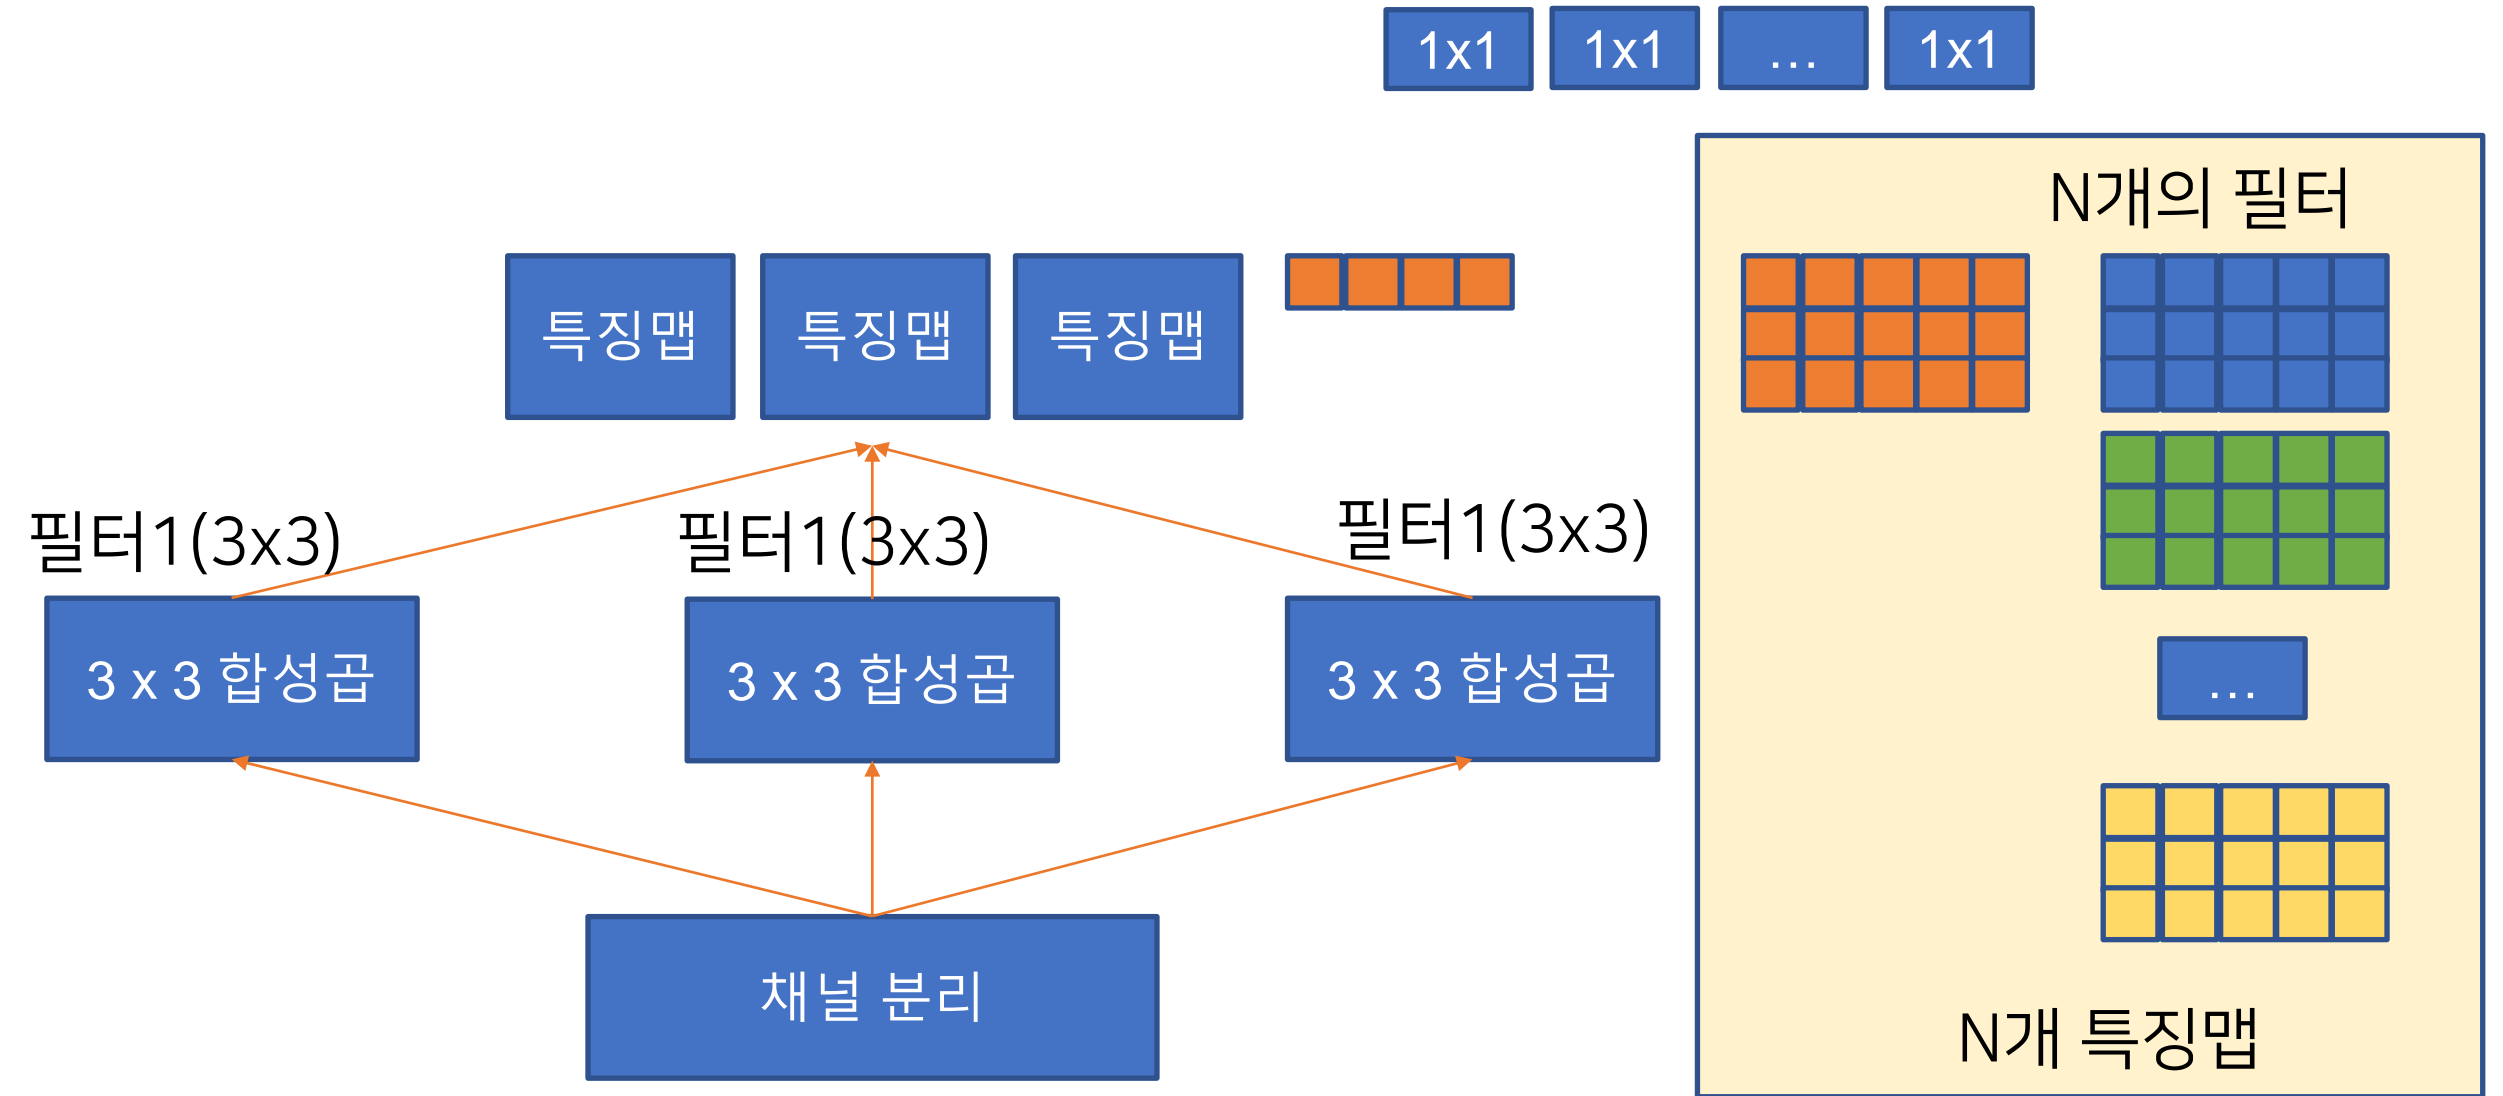 1x1
1x1
...
1x1
N개의 필터
특징 맵
특징 맵
특징 맵
필터1(3x3)
필터1(3x3)
필터1(3x3)
3 x 3 합성곱
3 x 3 합성곱
3 x 3 합성곱
...
채널 분리
N개 특징맵